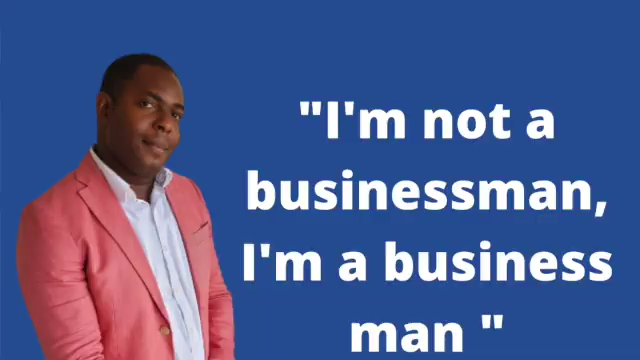 "I'm not a
businessman,
I'm a business
man "